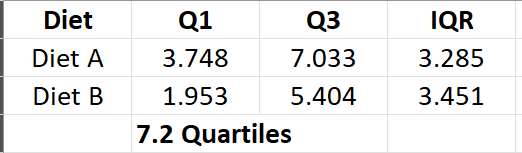 Diet Q1 Q3 IQR
Diet A 3.748 7.033 3.285
Diet B 1.953 5.404 3.451
7.2 Quartiles